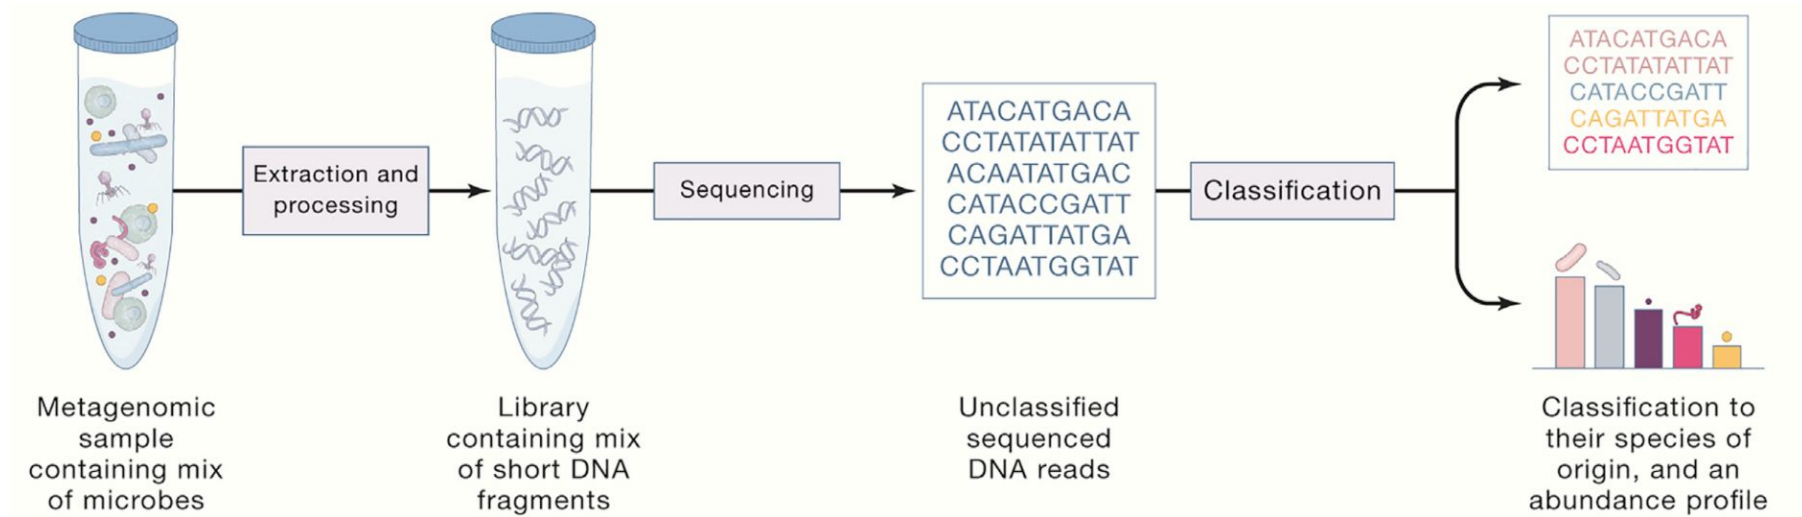 Metagenomic
sample
containing mix
of microbes
Extraction and
processing
Library
containing mix
of short DNA
fragments
Sequencing
ATACATGACA
CCTATATATTAT
ACAATATGAC
CATACCGATT
CAGATTATGA
CCTAATGGTAT
Unclassified
sequenced
DNA reads
Classification
ATACATGACA
CCTATATATTAT
CATACCGATT
CAGATTATGA
CCTAATGGTAT
Classification to
their species of
origin, and an
abundance profile